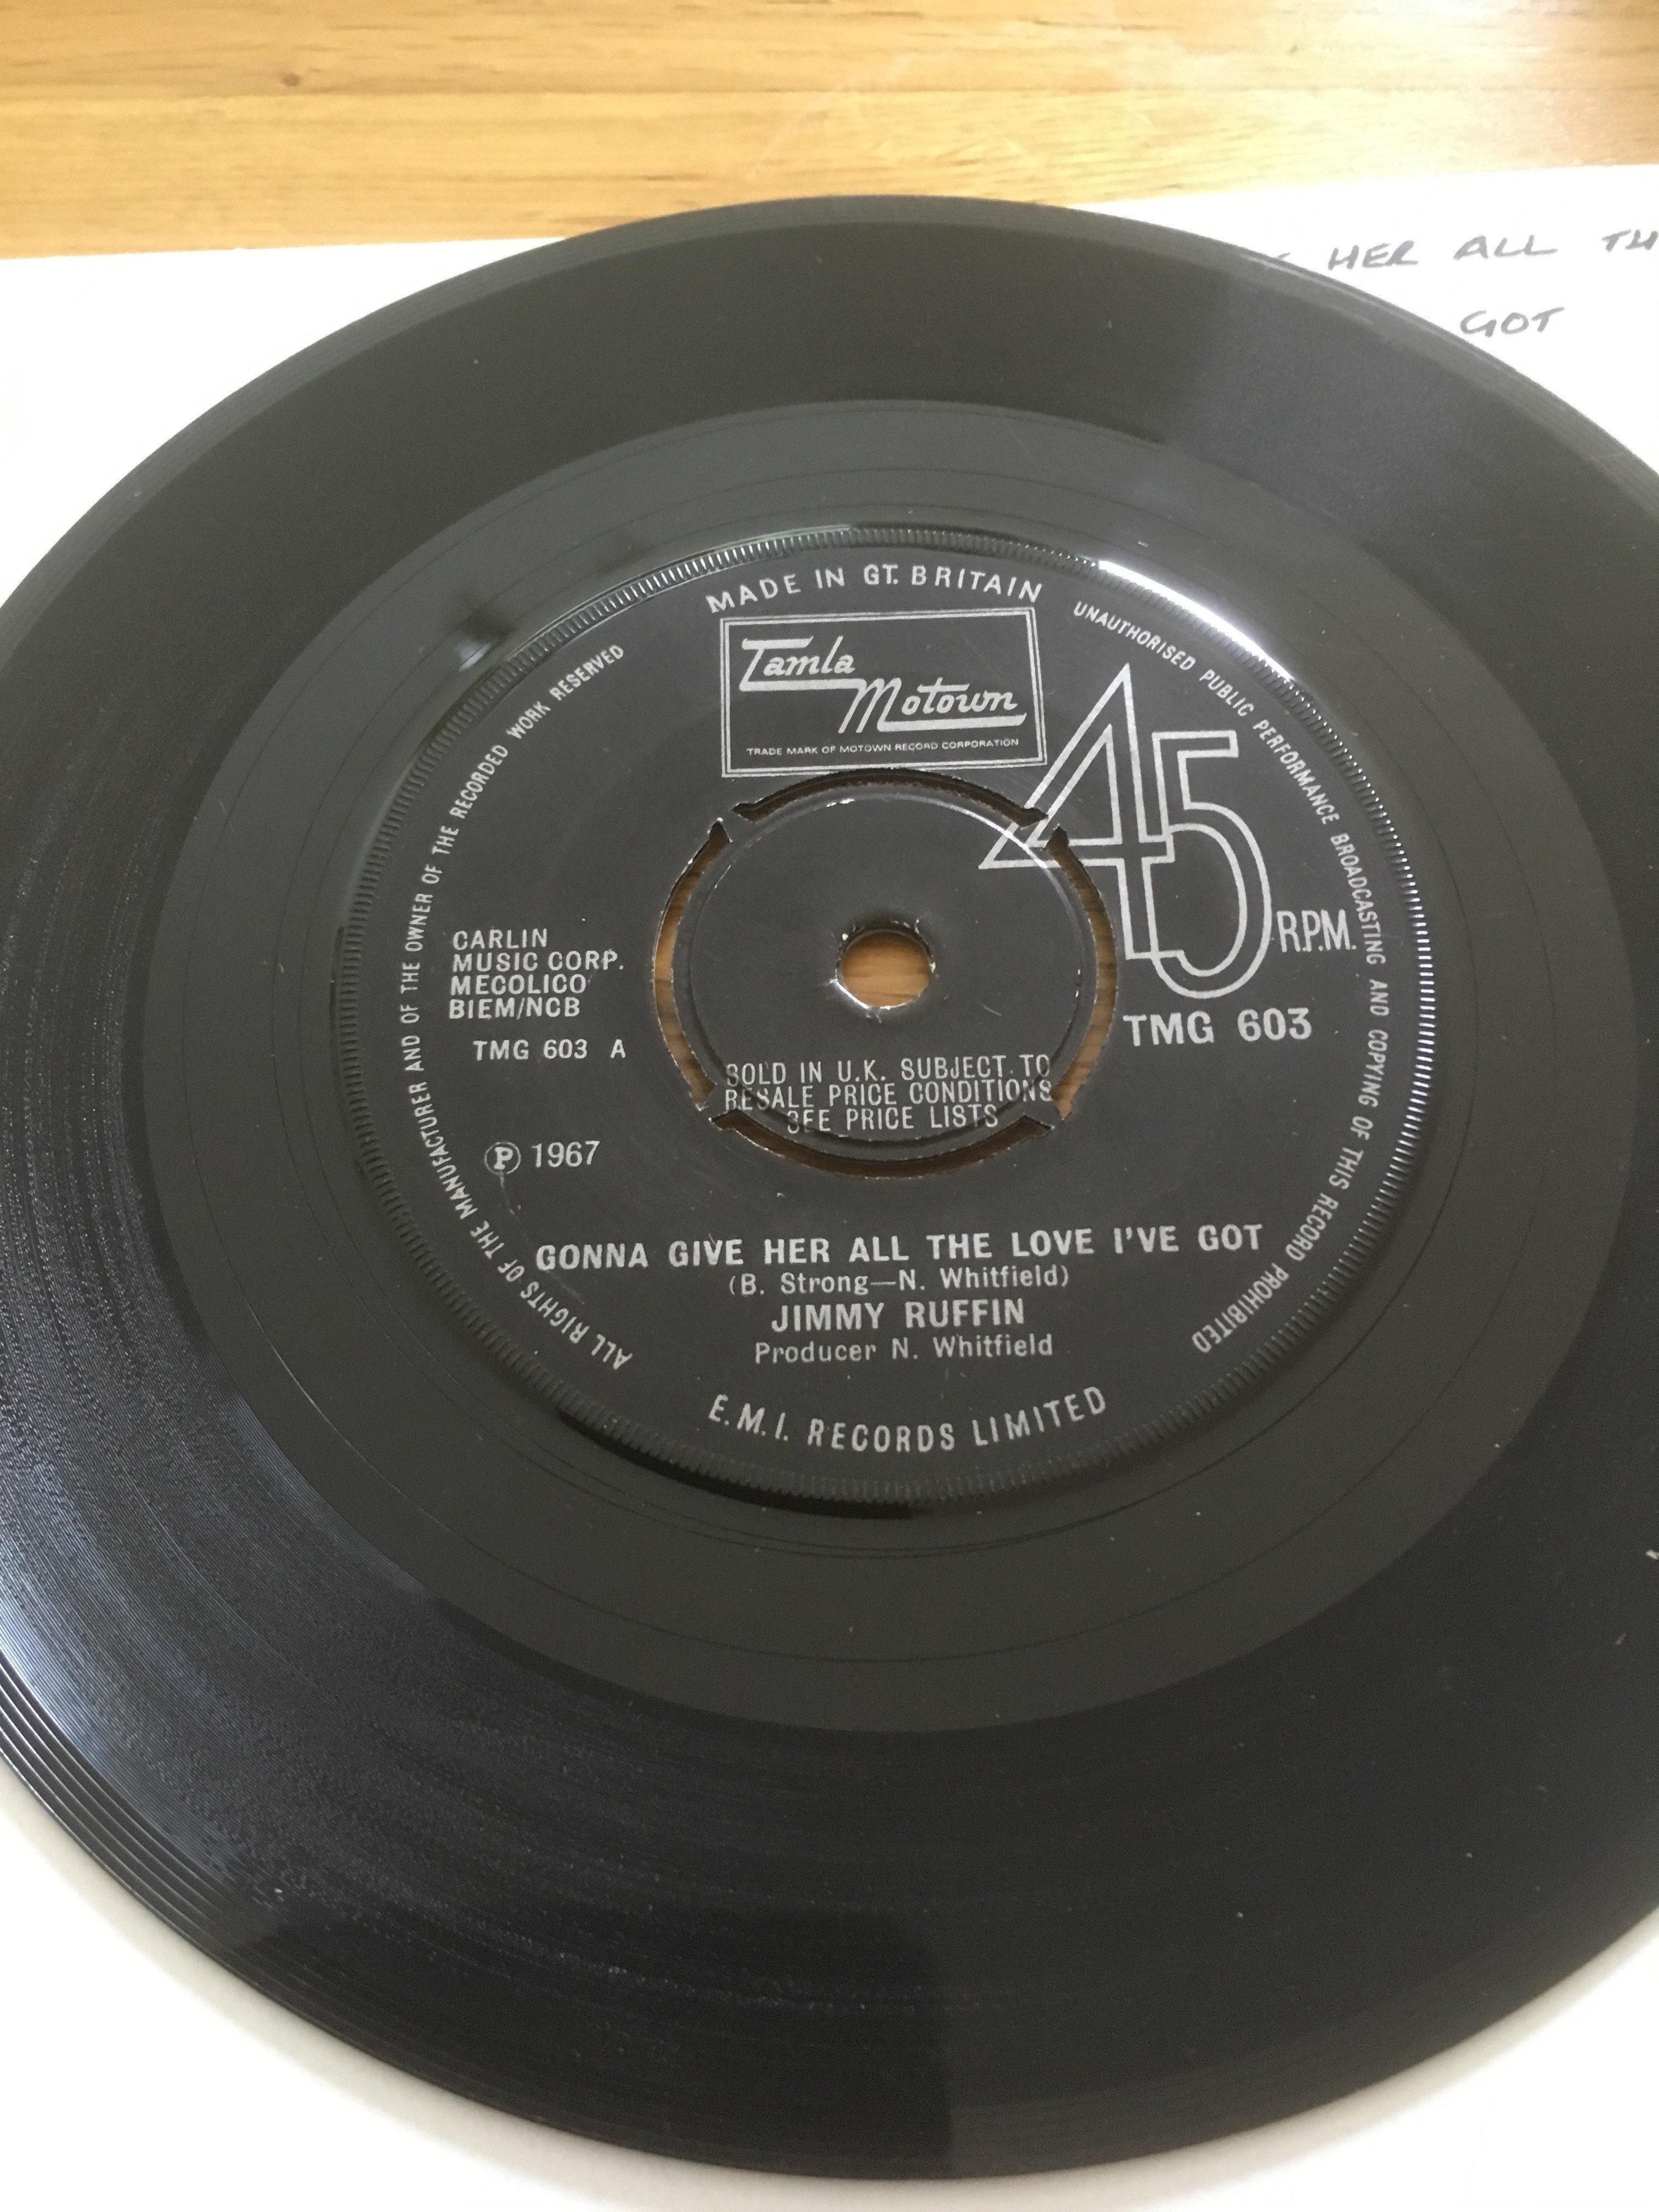 HER ALL TH
GOT
MADE IN GT. BRITAIN
Tamla
Motown
TRADE MARK OF MOTOWN RECORD CORPORATION
UNAUTHORISED PUBLIC PERFORMANCE BROADCASTING AND COPYING OF THIS RECORD PROHIBITED
ALL RIGHTS OF THE MANUFACTURER AND OF THE OWNER OF THE RECORDED WORK RESERVED
45 R.P.M.
CARLIN
MUSIC CORP.
MECOLICO
BIEM/NCB
TMG 603 A
TMG 603
SOLD IN U.K. SUBJECT TO
RESALE PRICE CONDITIONS
SEE PRICE LISTS
Ⓟ 1967
GONNA GIVE HER ALL THE LOVE I'VE GOT
(B. Strong—N. Whitfield)
JIMMY RUFFIN
Producer N. Whitfield
E.M.I. RECORDS LIMITED